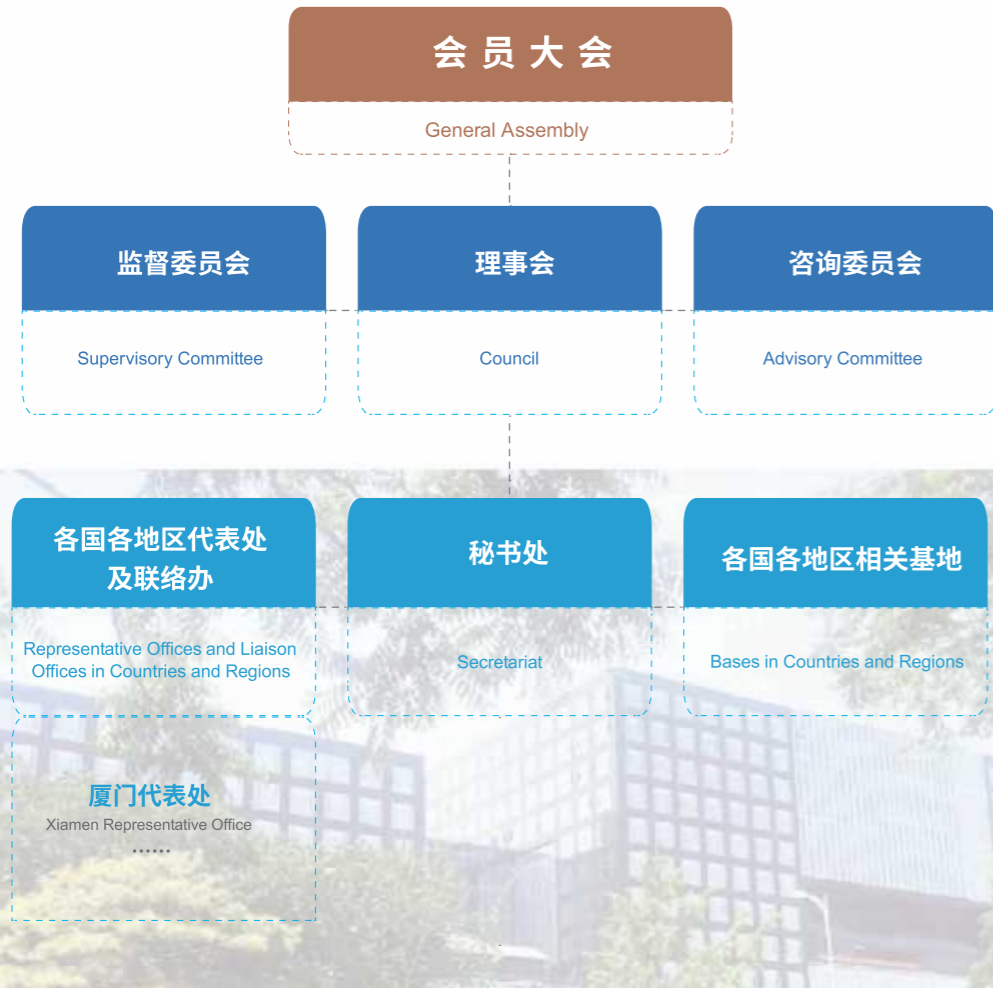 会员大会
General Assembly
监督委员会
理事会
咨询委员会
Supervisory Committee
Council
Advisory Committee
各国各地区代表处
及联络办
秘书处
各国各地区相关基地
Representative Offices and Liaison
Offices in Countries and Regions
Secretariat
Bases in Countries and Regions
厦门代表处
Xiamen Representative Office
……